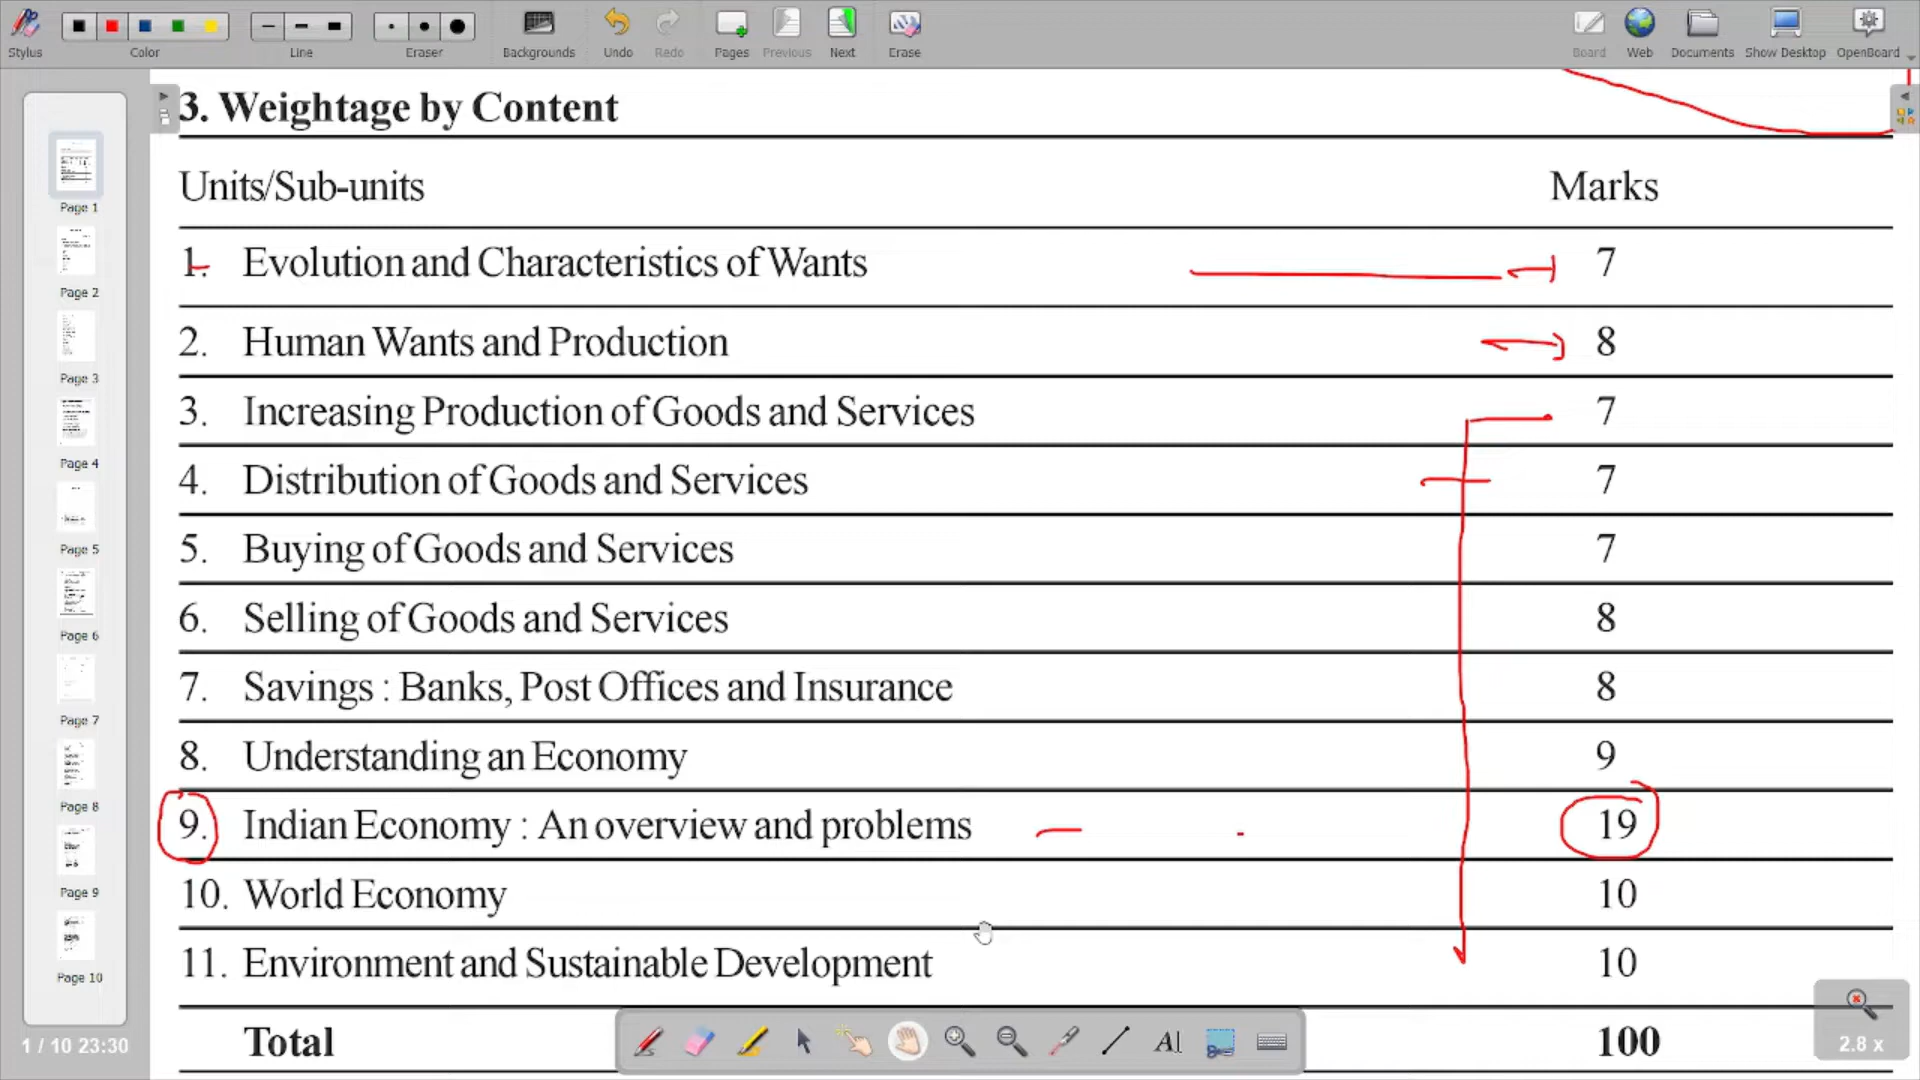 Stylus
Color
Line
Eraser
Backgrounds
Undo
Redo
Pages
Previous
Next
Erase
Board
Web
Documents
Show Desktop
OpenBoard
3. Weightage by Content
Units/Sub-units Marks
1. Evolution and Characteristics of Wants 7
2. Human Wants and Production 8
3. Increasing Production of Goods and Services 7
4. Distribution of Goods and Services 7
5. Buying of Goods and Services 7
6. Selling of Goods and Services 8
7. Savings : Banks, Post Offices and Insurance 8
8. Understanding an Economy 9
9. Indian Economy : An overview and problems 19
10. World Economy 10
11. Environment and Sustainable Development 10
Total 100
Page 1
Page 2
Page 3
Page 4
Page 5
Page 6
Page 7
Page 8
Page 9
Page 10
1 / 10 23:30
AI
2.8 x